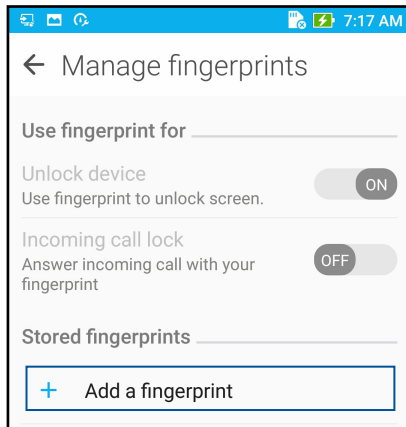 7:17 AM
Manage fingerprints
Use fingerprint for
Unlock device
Use fingerprint to unlock screen.
ON
Incoming call lock
Answer incoming call with your
fingerprint
OFF
Stored fingerprints
+ Add a fingerprint